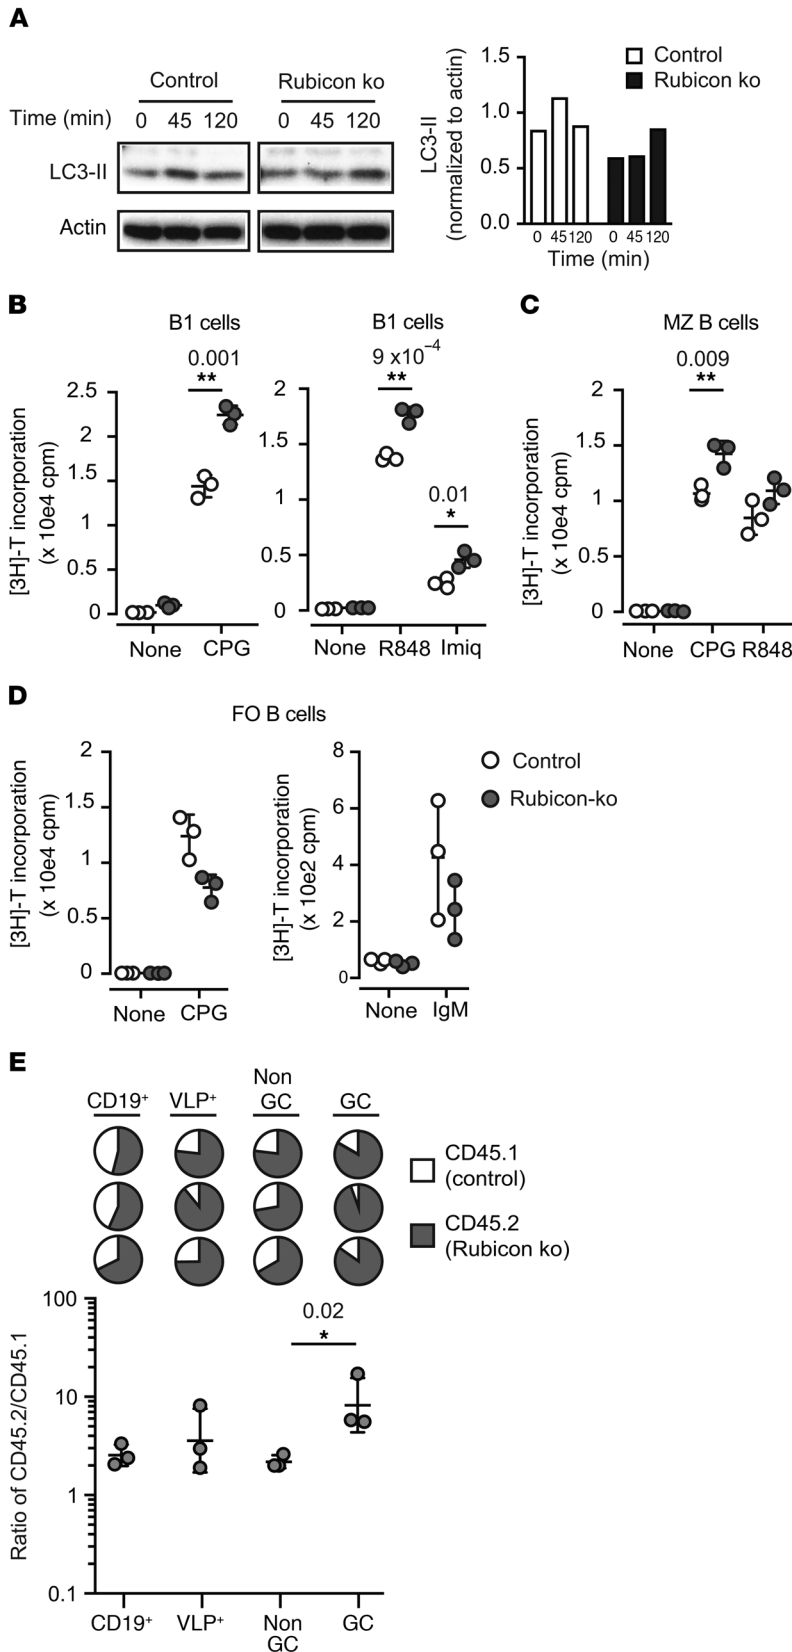 A
Control
Rubicon ko
Time (min)
0 45 120
0 45 120
LC3-II
Actin
LC3-II
(normalized to actin)
1.5
1.0
0.5
0.0
0 45 120
0 45 120
Time (min)
Control
Rubicon ko
B
B1 cells
[3H]-T incorporation
(x 10e4 cpm)
2.5
2
1.5
1
0.5
0
0.001
**
None CPG
B1 cells
9 x10⁻⁴
**
2
1.5
1
0.5
0
0.01
*
None R848 Imiq
C
MZ B cells
0.009
**
[3H]-T incorporation
(x 10e4 cpm)
2
1.5
1
0.5
0
None CPG R848
D
FO B cells
[3H]-T incorporation
(x 10e4 cpm)
2
1.5
1
0.5
0
None CPG
[3H]-T incorporation
(x 10e2 cpm)
8
6
4
2
0
None IgM
Control
Rubicon-ko
E
CD19⁺
VLP⁺
Non
GC
GC
CD45.1
(control)
CD45.2
(Rubicon ko)
Ratio of CD45.2/CD45.1
100
10
1
0.1
0.02
*
CD19⁺
VLP⁺
Non
GC
GC